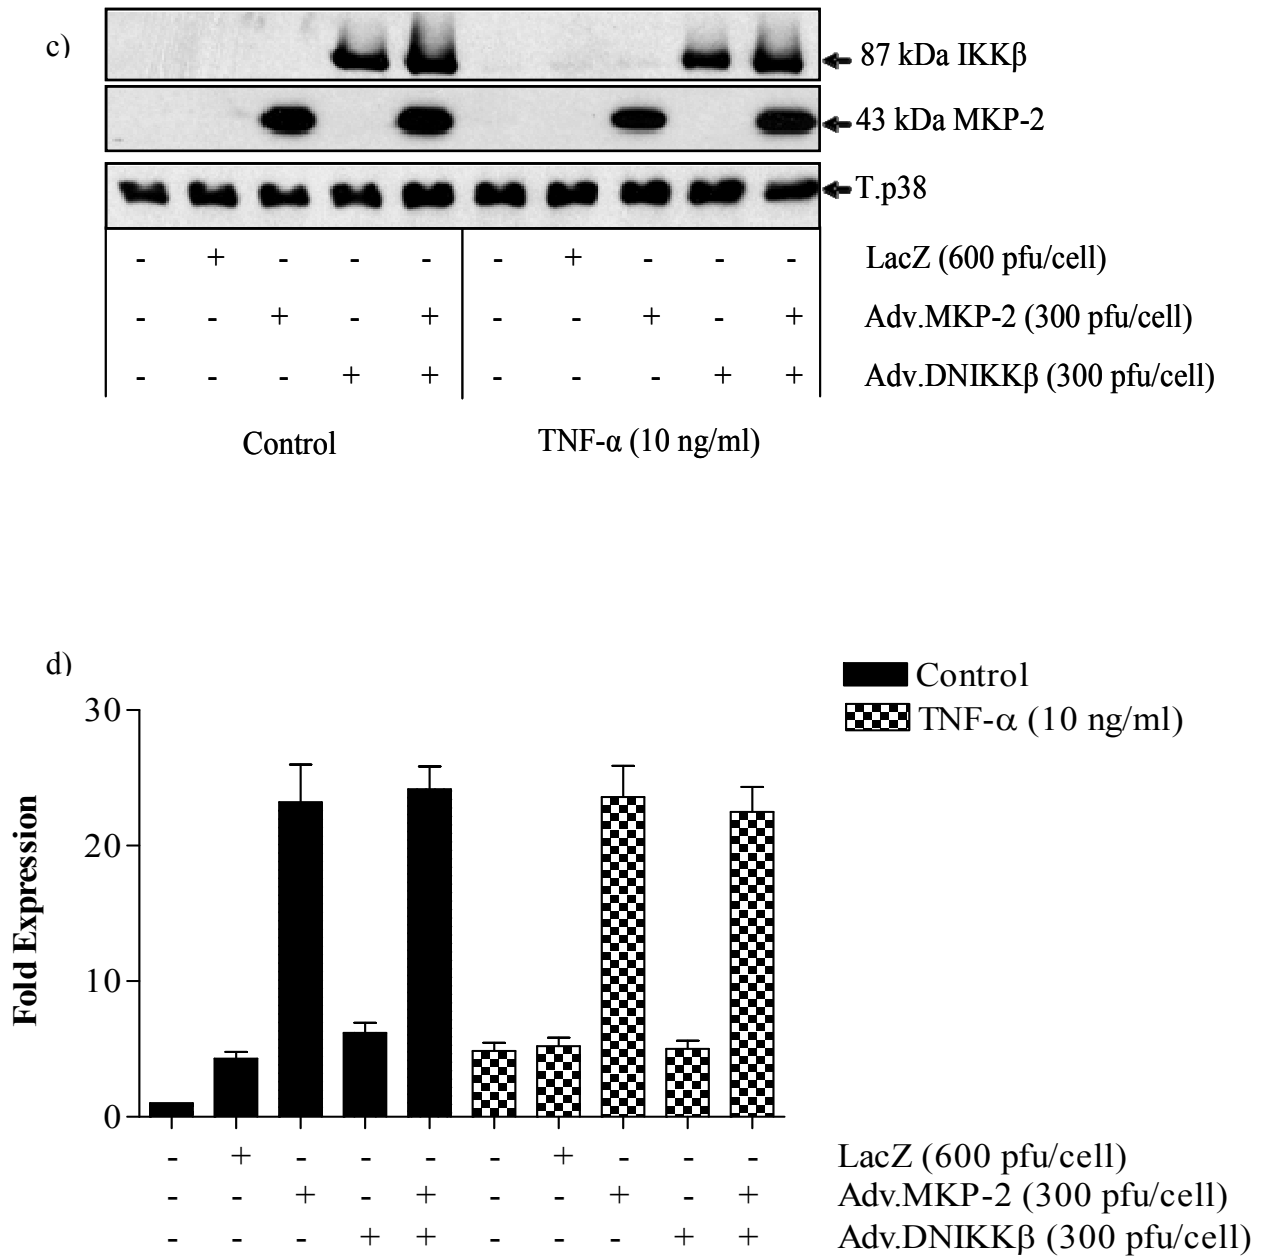 c)
87 kDa IKKβ
43 kDa MKP-2
T.p38
- + - - - - + - - - LacZ (600 pfu/cell)
- - + - + - - + - + Adv.MKP-2 (300 pfu/cell)
- - - + + - - - + + Adv.DNIKKβ (300 pfu/cell)
Control TNF-α (10 ng/ml)
d)
Control
TNF-α (10 ng/ml)
30
20
10
0
Fold Expression
- + - - - - + - - - LacZ (600 pfu/cell)
- - + - + - - + - + Adv.MKP-2 (300 pfu/cell)
- - - + + - - - + + Adv.DNIKKβ (300 pfu/cell)